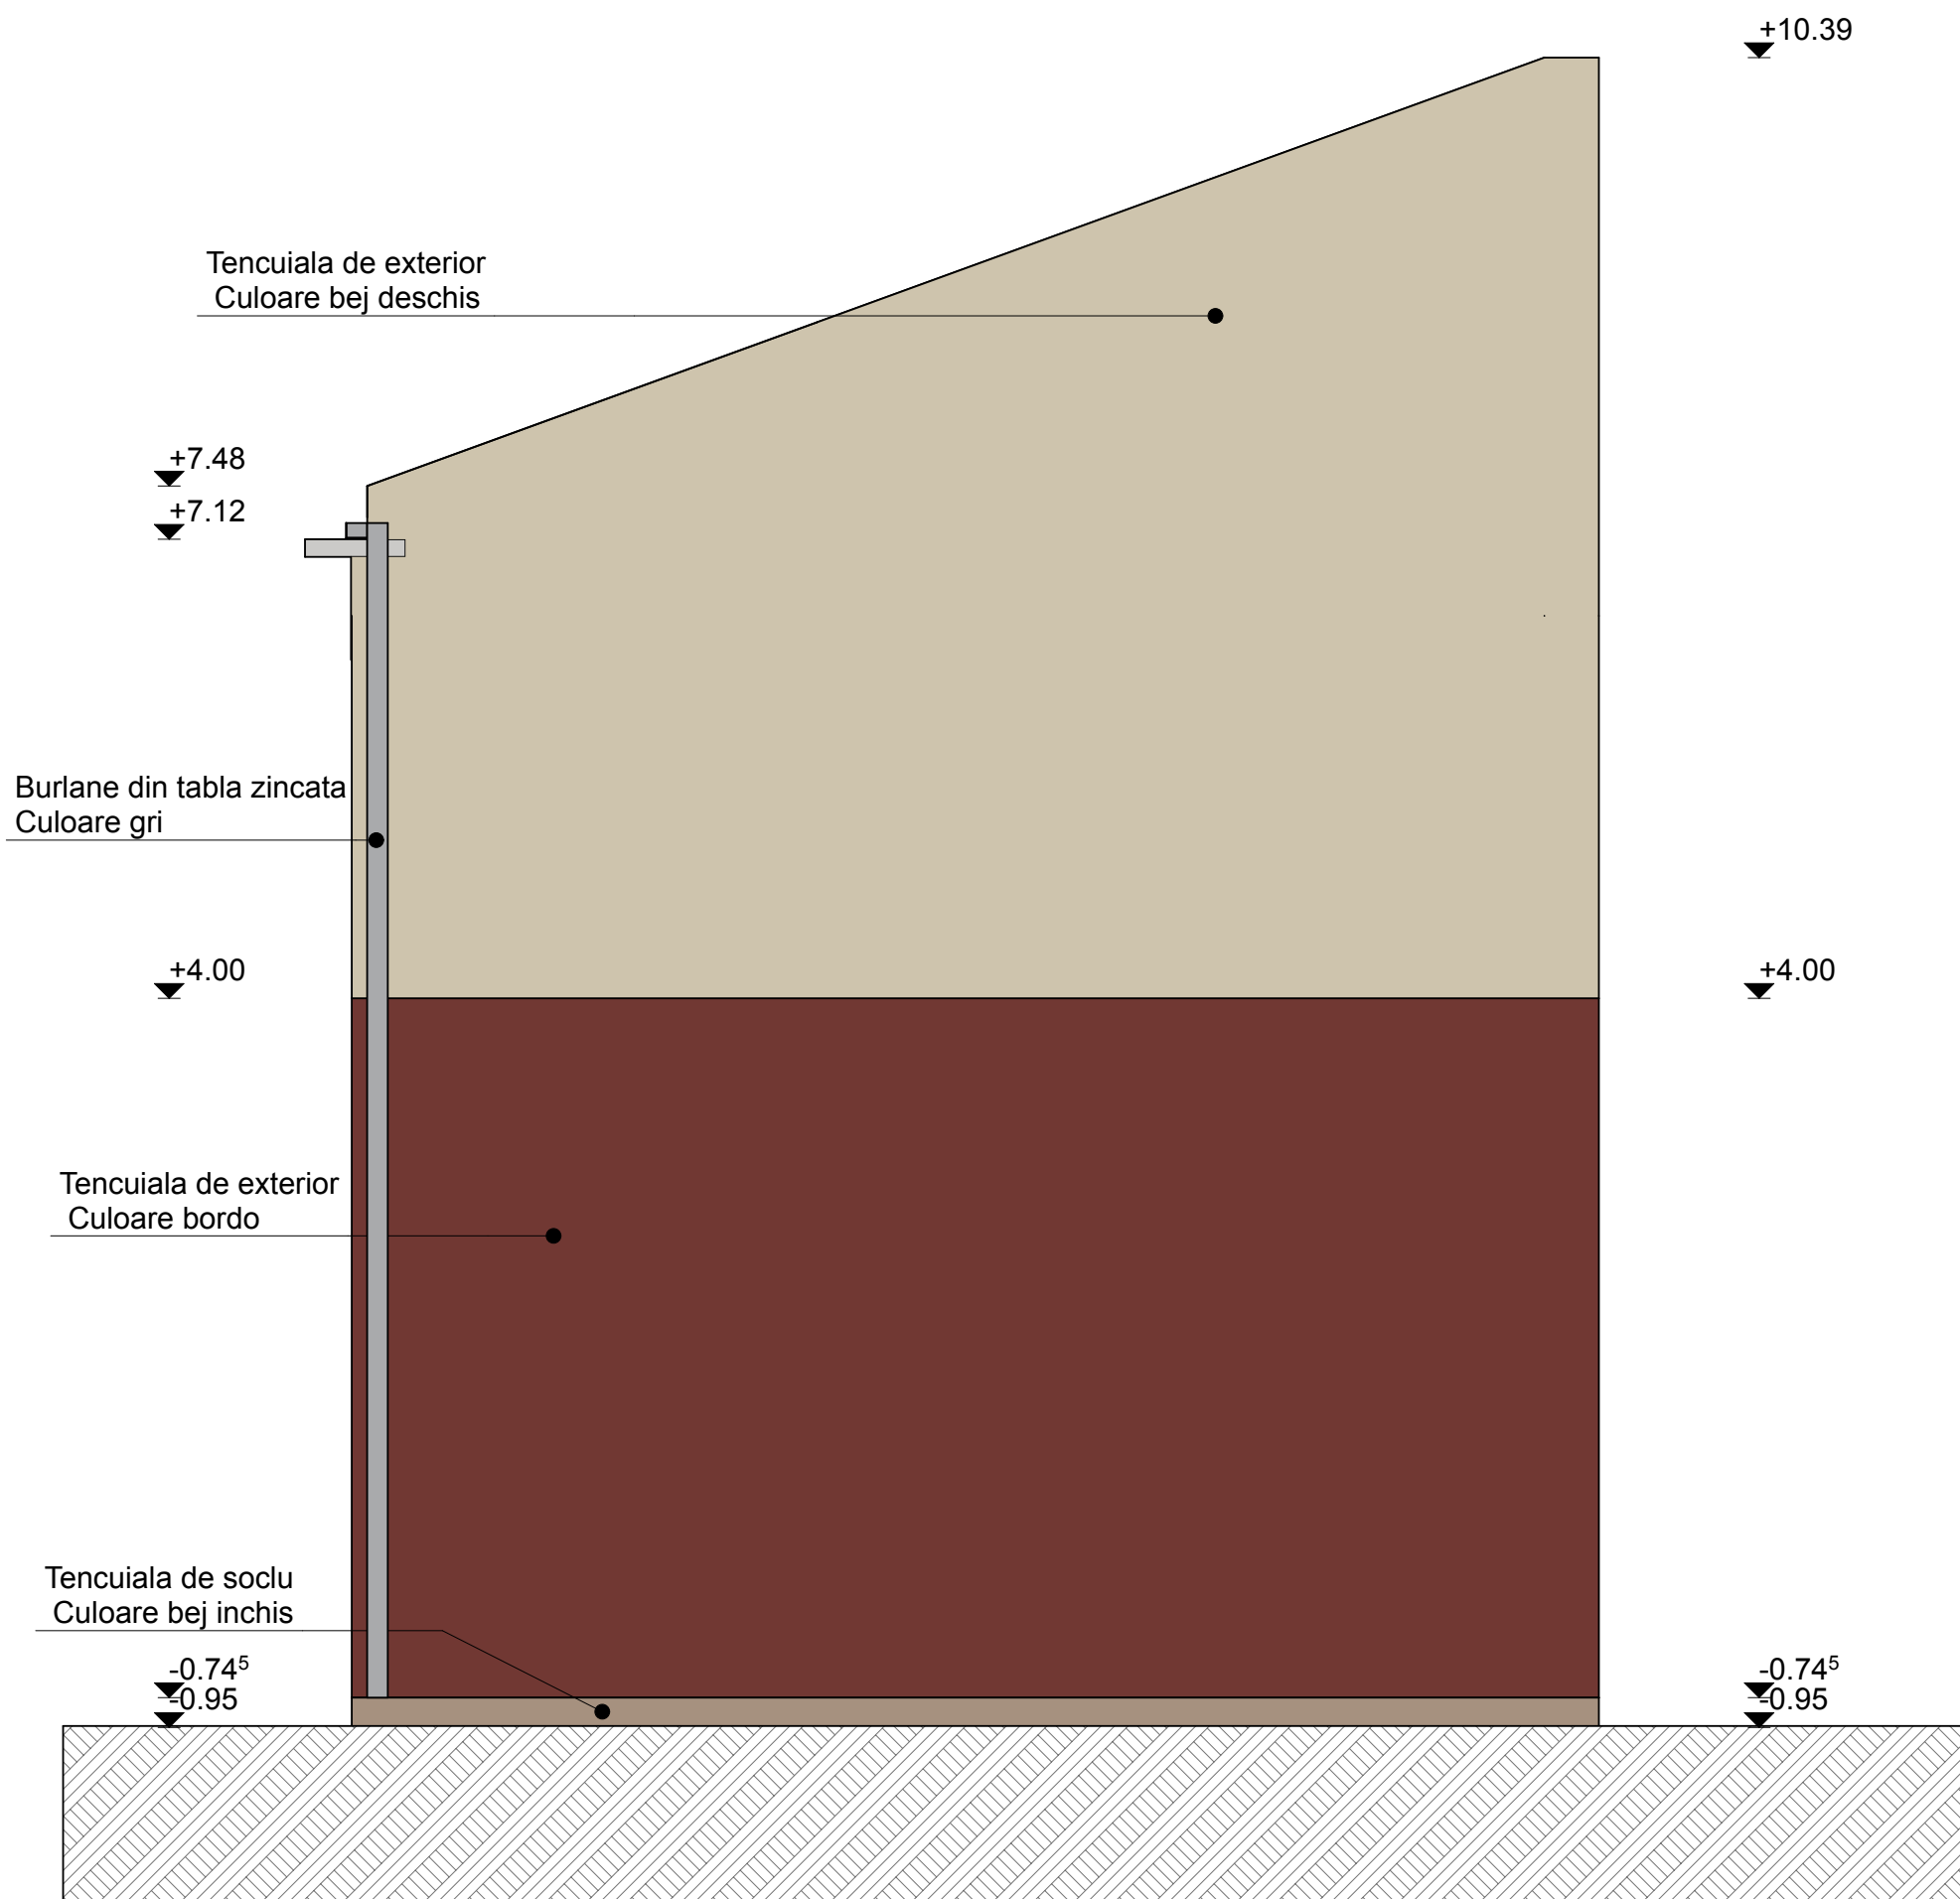 +10.39
Tencuiala de exterior
Culoare bej deschis
+7.48
+7.12
Burlane din tabla zincata
Culoare gri
+4.00
+4.00
Tencuiala de exterior
Culoare bordo
Tencuiala de soclu
Culoare bej inchis
-0.74⁵
-0.95
-0.74⁵
-0.95